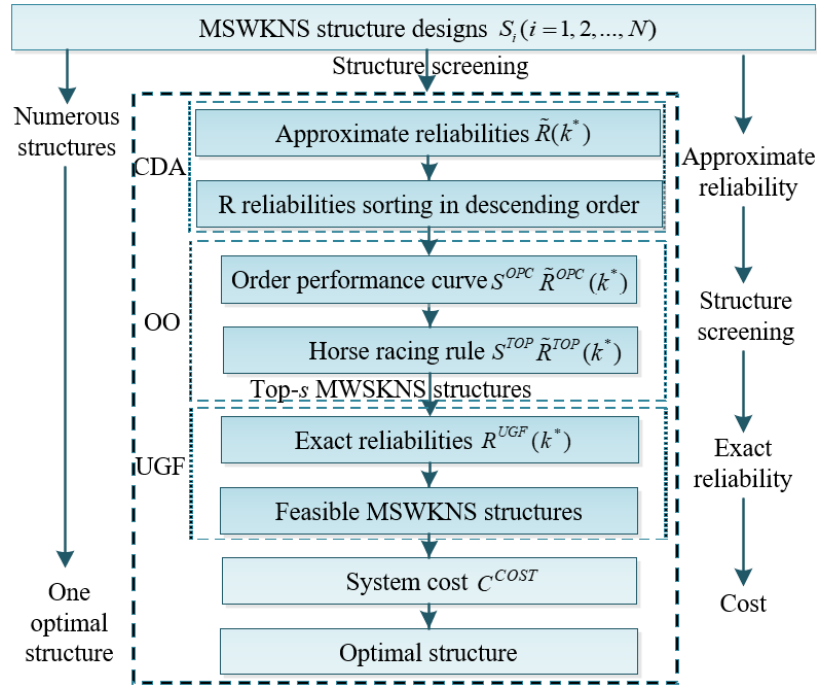 MSWKNS structure designs S_i (i = 1, 2, ..., N)
Structure screening
Numerous
structures
CDA
Approximate reliabilities R̃(k*)
R reliabilities sorting in descending order
OO
Order performance curve S^OPC R̃^OPC (k*)
Horse racing rule S^TOP R̃^TOP (k*)
Top-s MWSKNS structures
UGF
Exact reliabilities R^UGF (k*)
Feasible MSWKNS structures
System cost C^COST
Optimal structure
One
optimal
structure
Approximate
reliability
Structure
screening
Exact
reliability
Cost